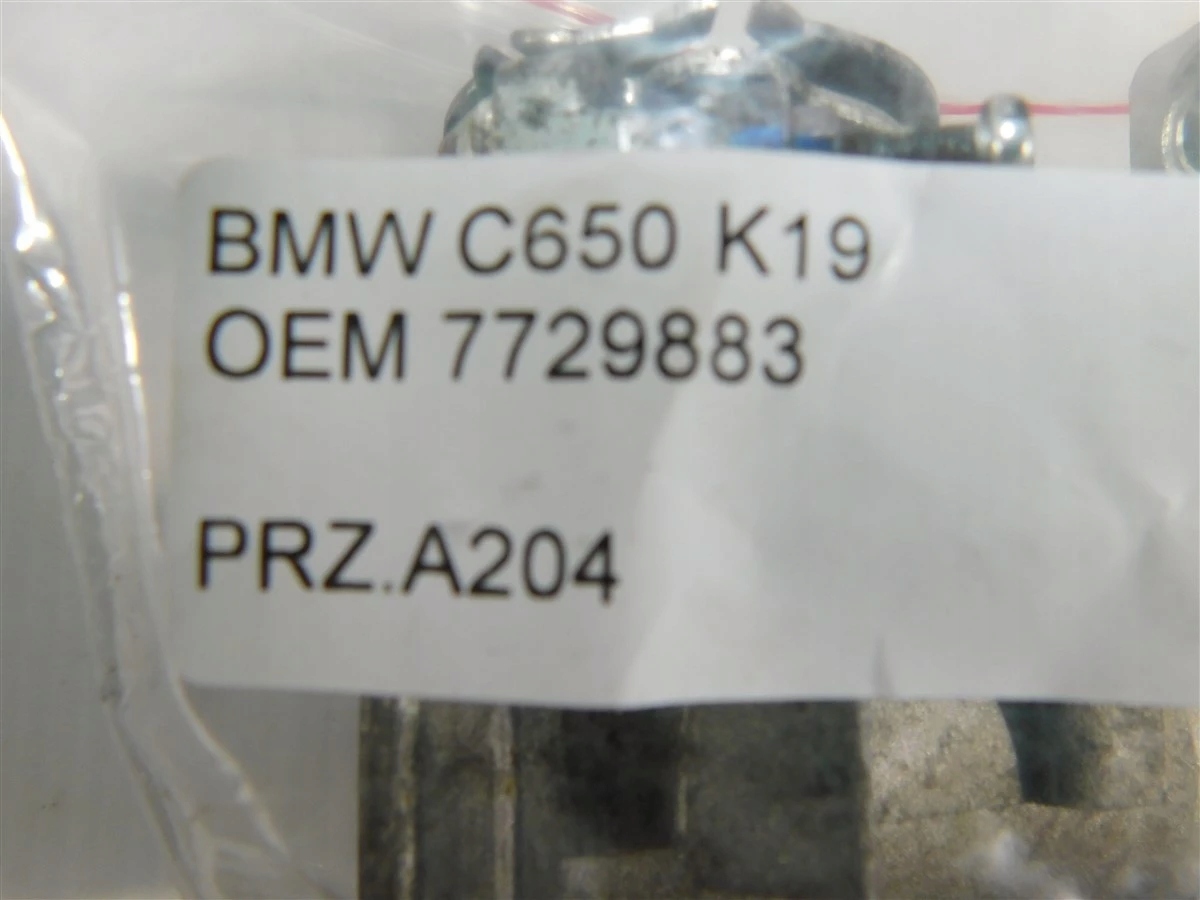 BMW C650 K19
OEM 7729883
PRZ.A204